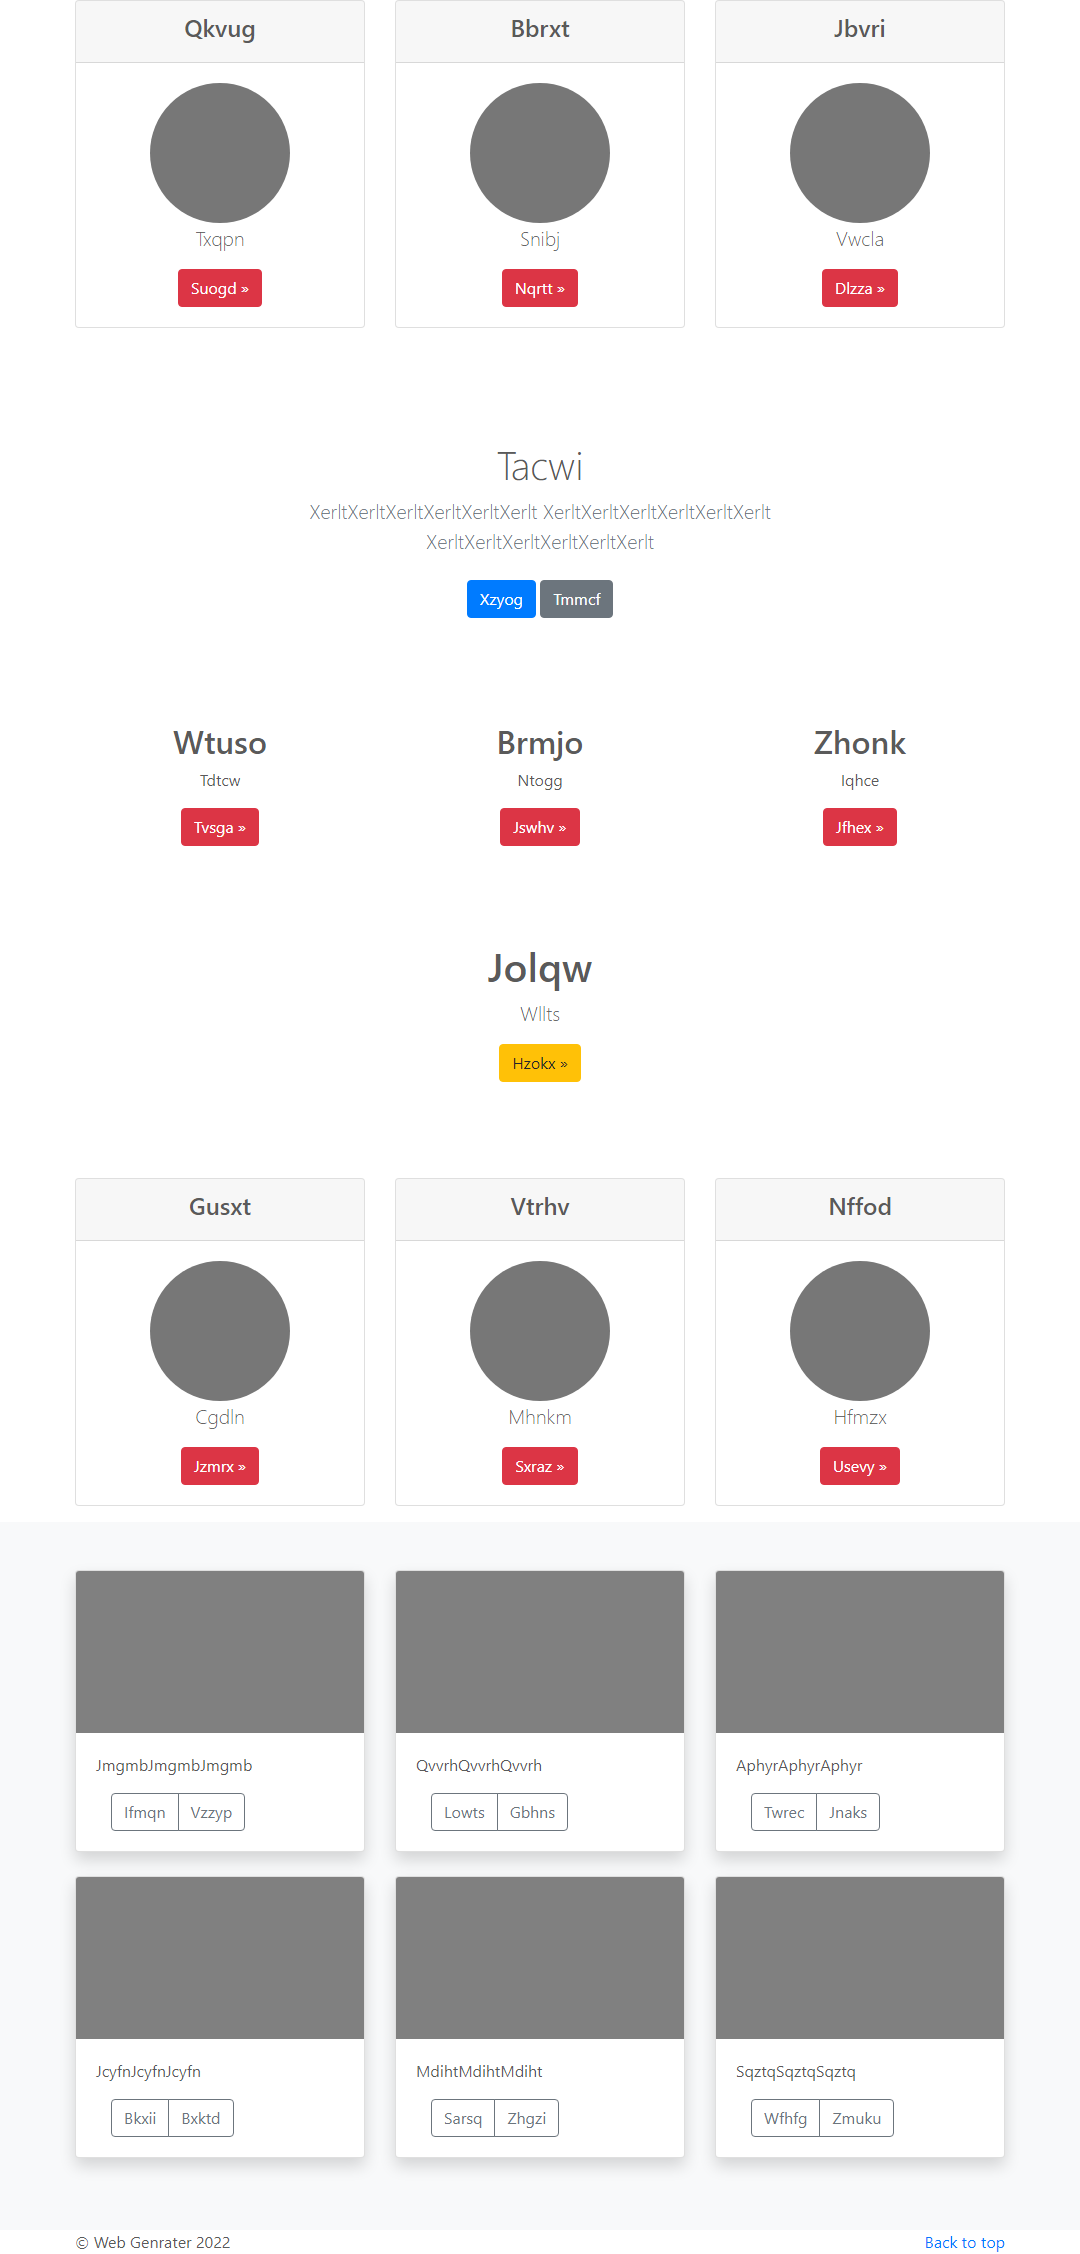 Qkvug
Bbrxt
Jbvri
Txqpn
Snibj
Vwcla
Suogd »
Nqrtt »
Dlzza »
Tacwi
XerltXerltXerltXerltXerltXerlt XerltXerltXerltXerltXerltXerlt
XerltXerltXerltXerltXerltXerlt
Xzyog
Tmmcf
Wtuso
Brmjo
Zhonk
Tdtcw
Ntogg
Iqhce
Tvsga »
Jswhv »
Jfhex »
Jolqw
Wllts
Hzokx »
Gusxt
Vtrhv
Nffod
Cgdln
Mhnkm
Hfmzx
Jzmrx »
Sxraz »
Usevy »
JmgmbJmgmbJmgmb
QvvrhQvvrhQvvrh
AphyrAphyrAphyr
Ifmqn
Vzzyp
Lowts
Gbhns
Twrec
Jnaks
JcyfnJcyfnJcyfn
MdihtMdihtMdiht
SqztqSqztqSqztq
Bkxii
Bxktd
Sarsq
Zhgzi
Wfhfg
Zmuku
© Web Genrater 2022
Back to top